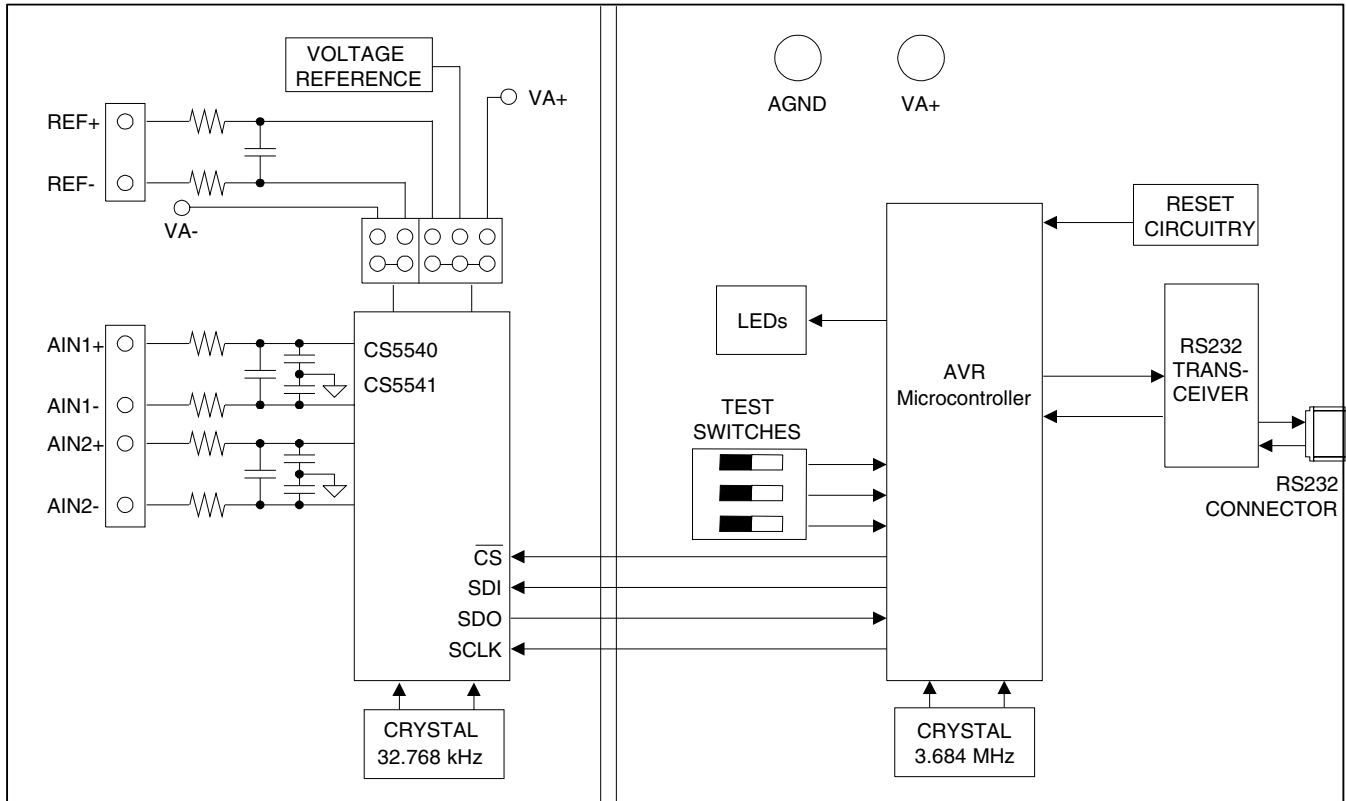 VOLTAGE
REFERENCE
VA+
REF+
REF-
VA-
AIN1+
AIN1-
AIN2+
AIN2-
CS5540
CS5541
C̅S̅
SDI
SDO
SCLK
CRYSTAL
32.768 kHz
AGND
VA+
RESET
CIRCUITRY
LEDs
AVR
Microcontroller
RS232
TRANS-
CEIVER
TEST
SWITCHES
RS232
CONNECTOR
CRYSTAL
3.684 MHz